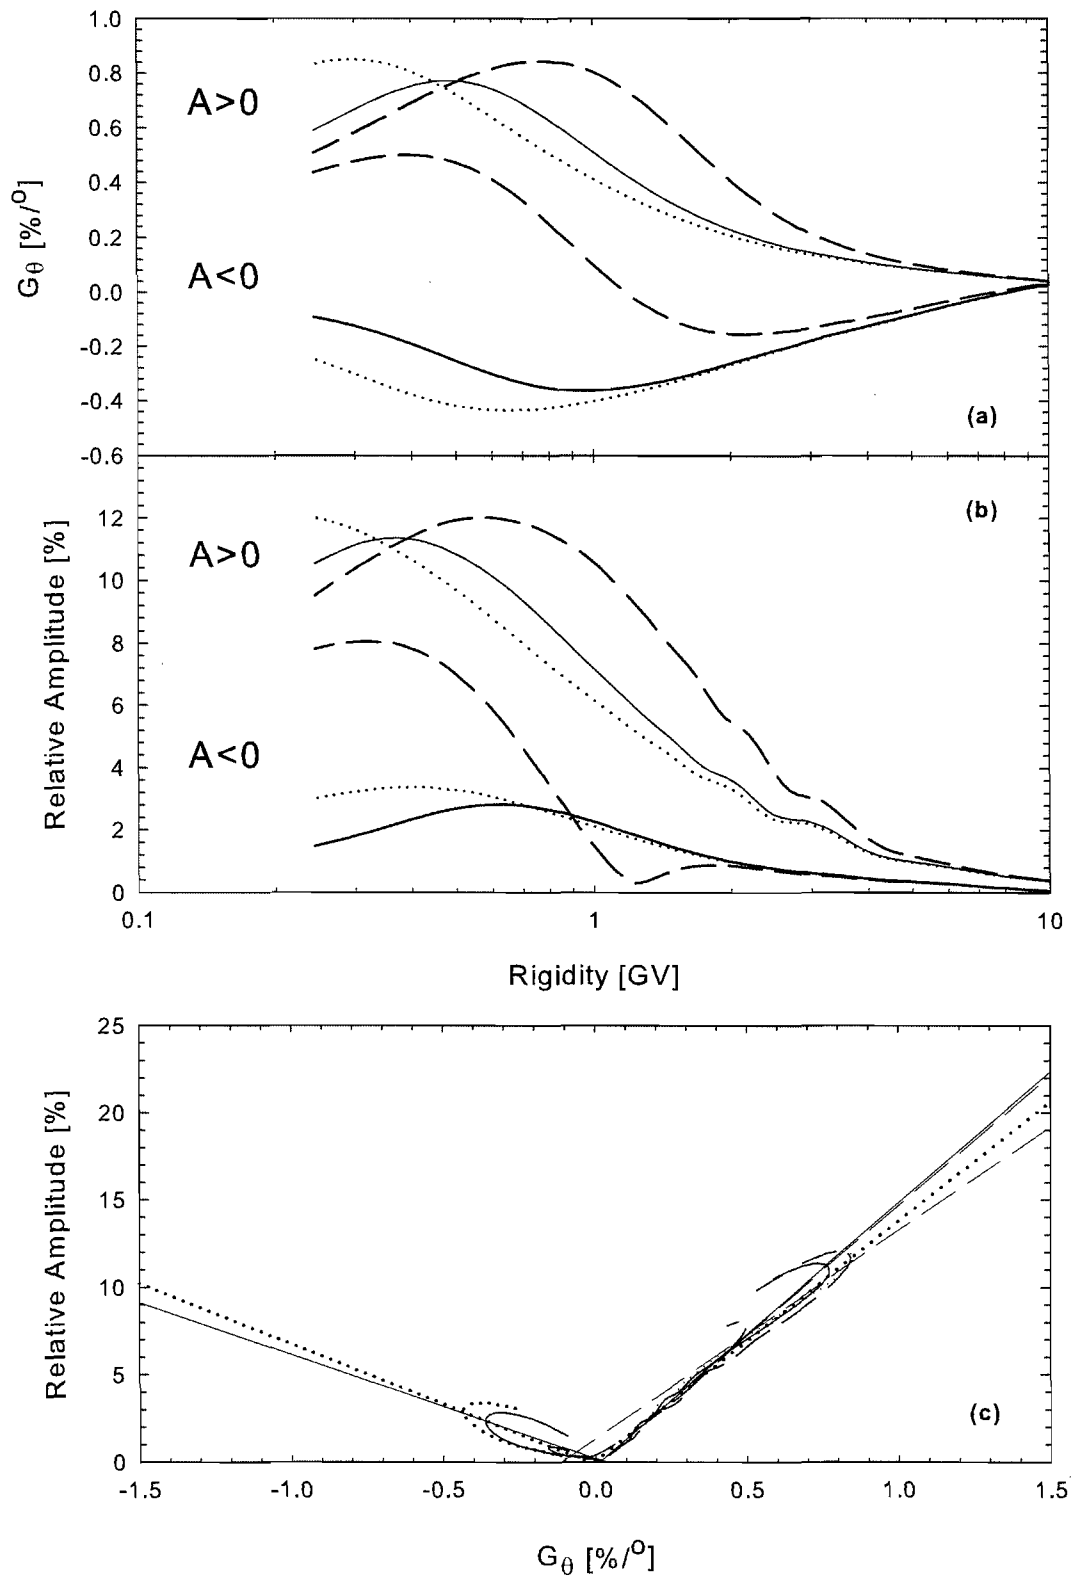 1.0
0.8
0.6
0.4
0.2
0.0
-0.2
-0.4
-0.6
Gθ [%/o]
A>0
A<0
(a)
12
10
8
6
4
2
0
Relative Amplitude [%]
A>0
A<0
(b)
0.1 1 10
Rigidity [GV]
25
20
15
10
5
0
Relative Amplitude [%]
(c)
-1.5 -1.0 -0.5 0.0 0.5 1.0 1.5
Gθ [%/o]